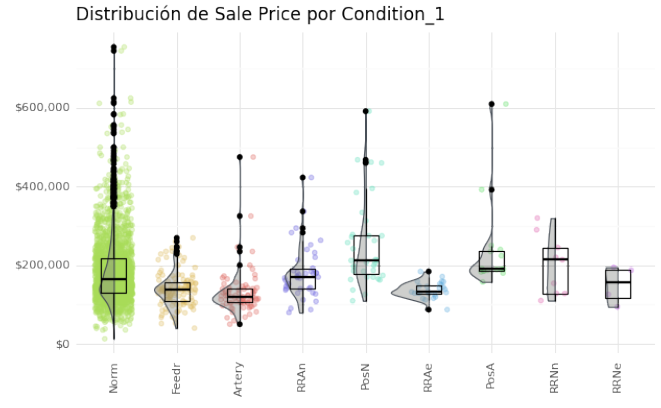 Distribución de Sale Price por Condition_1
$600,000
$400,000
$200,000
$0
Norm
Feedr
Artery
RRAn
PosN
RRAe
PosA
RRNn
RRNe